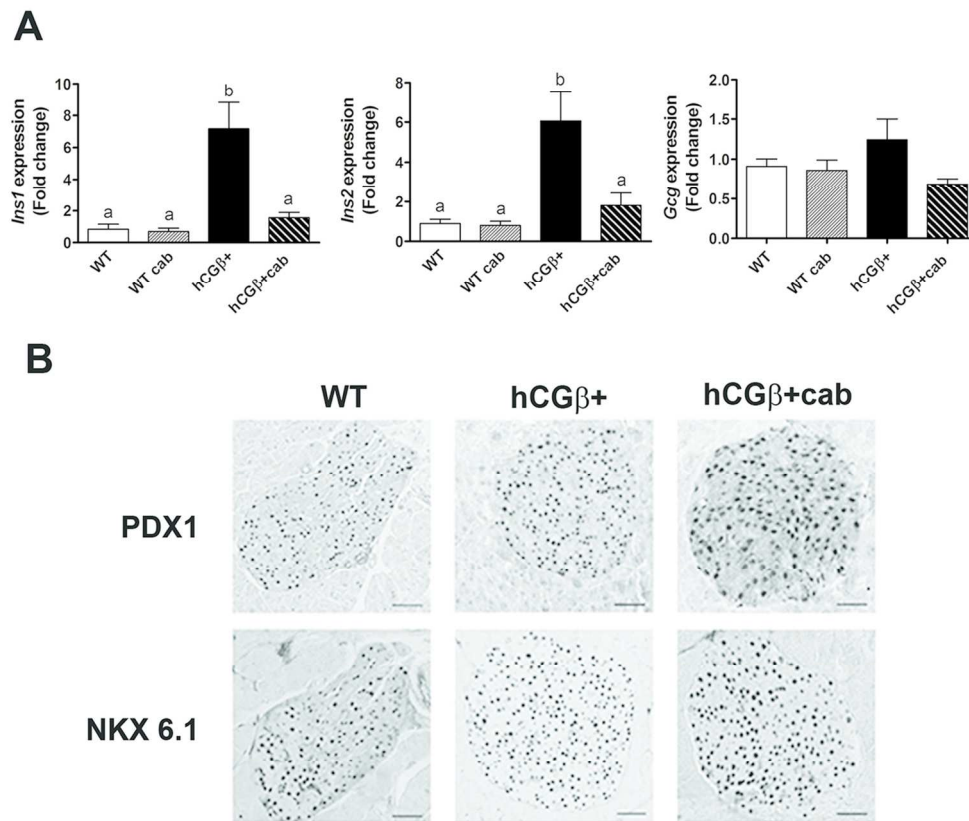 A
Ins1 expression
(Fold change)
10
8
6
4
2
0
a
a
b
a
WT
WT cab
hCGβ+
hCGβ+cab
Ins2 expression
(Fold change)
8
6
4
2
0
a
a
b
a
WT
WT cab
hCGβ+
hCGβ+cab
Gcg expression
(Fold change)
2.0
1.5
1.0
0.5
0.0
WT
WT cab
hCGβ+
hCGβ+cab
B
WT
hCGβ+
hCGβ+cab
PDX1
NKX 6.1